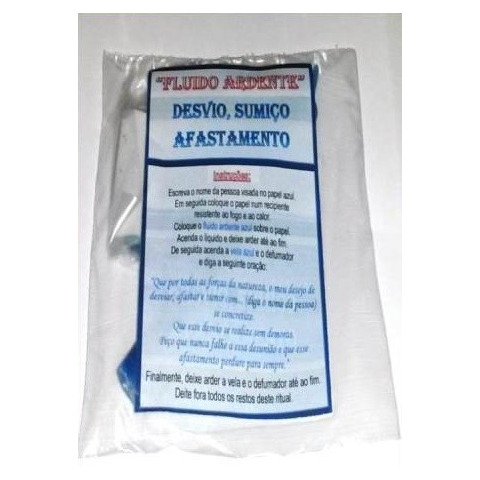 "FLUIDO ARDENTE"
DESVIO, SUMIÇO
AFASTAMENTO
Instruções:
Escreva o nome da pessoa visada no papel azul.
Em seguida coloque o papel num recipiente
resistente ao fogo e ao calor.
Coloque o fluido ardente azul sobre o papel.
Acenda o líquido e deixe arder até ao fim.
De seguida acenda a vela azul e o defumador
e diga a seguinte oração:
"Que por todas as forças da natureza, o meu desejo de
desviar, afastar e sumir com... (diga o nome da pessoa)
se concretize.
Que este desvio se realize sem demoras.
Peço que nunca falhe a essa desunião e que esse
afastamento perdure para sempre."
Finalmente, deixe arder a vela e o defumador até ao fim.
Deite fora todos os restos deste ritual.